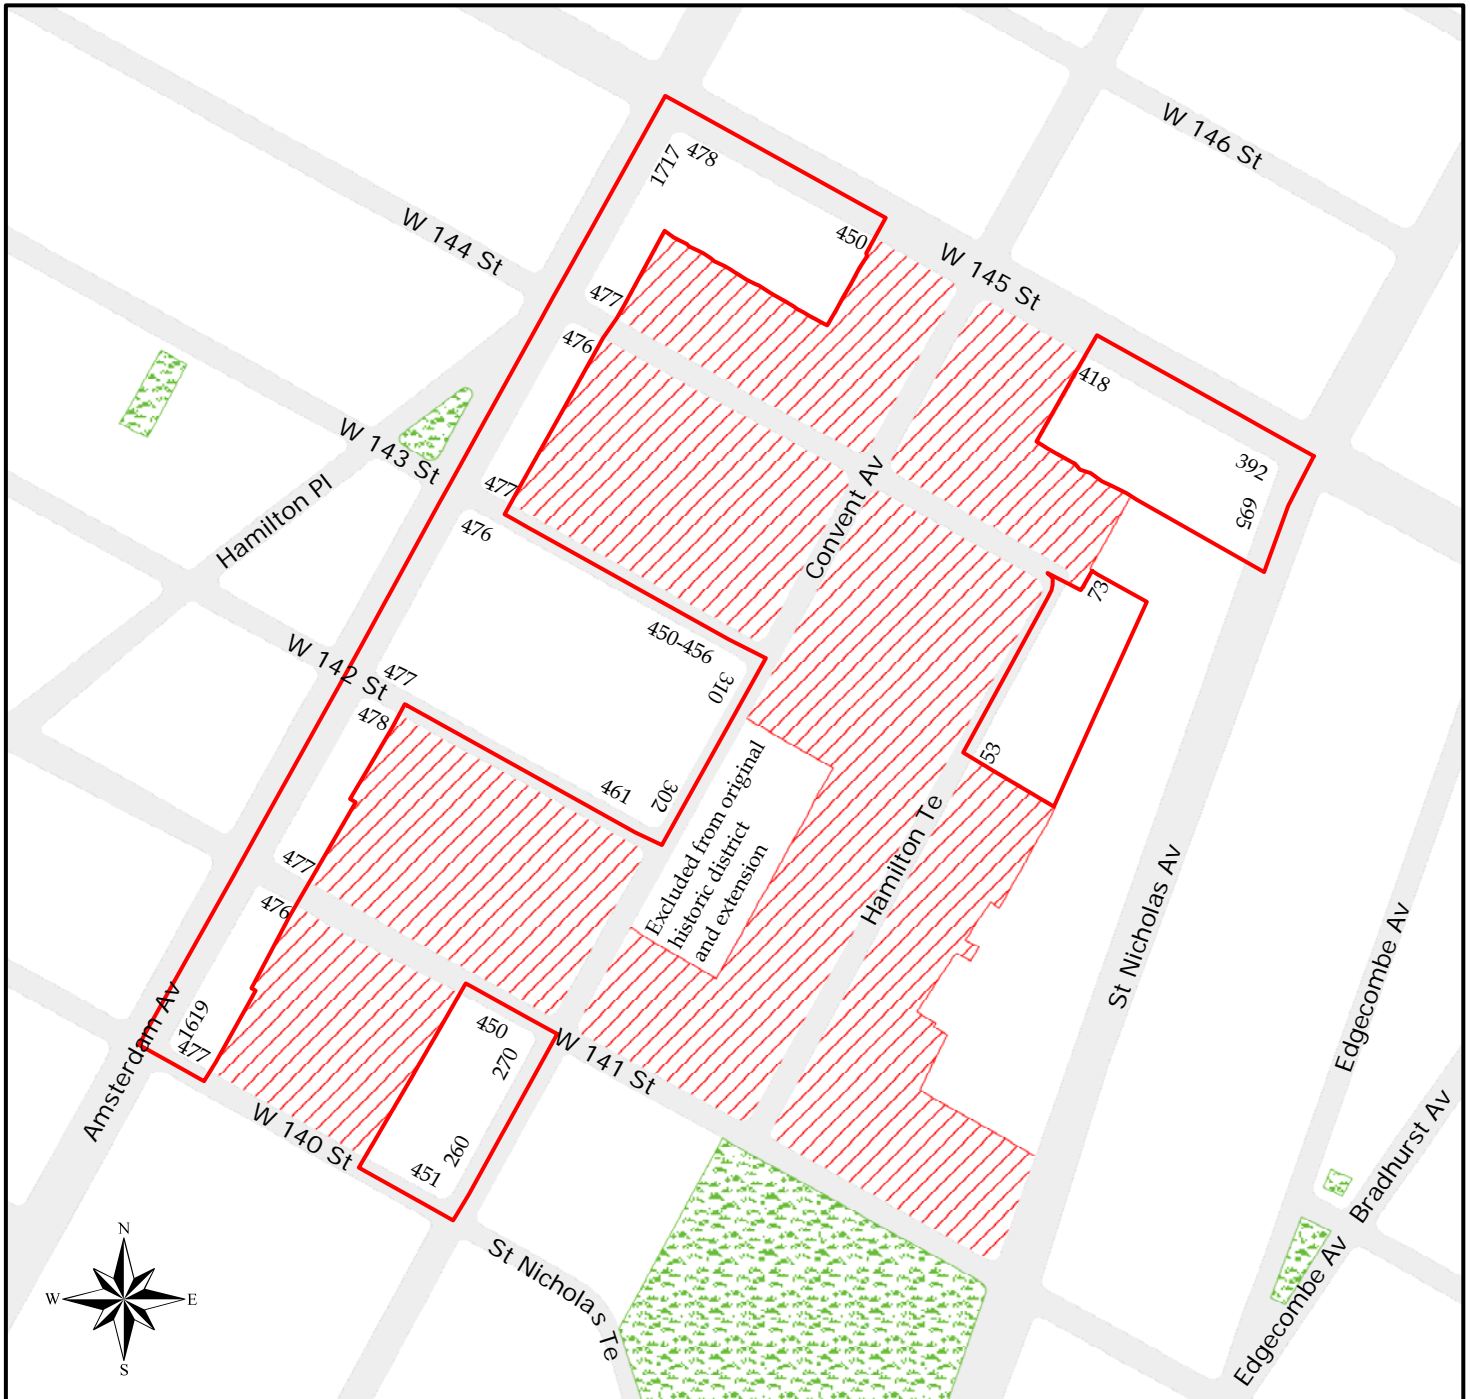 W 146 St
1717
478
450
W 145 St
W 144 St
477
476
418
392
695
W 143 St
Hamilton Pl
477
476
Convent Av
73
450-456
310
W 142 St
477
478
461
302
53
Excluded from original
historic district
and extension
Hamilton Te
477
476
St Nicholas Av
Edgecombe Av
1619
477
Amsterdam Av
450
270
W 141 St
W 140 St
451
260
Bradhurst Av
St Nicholas Te
Edgecombe Av
N
W
E
S